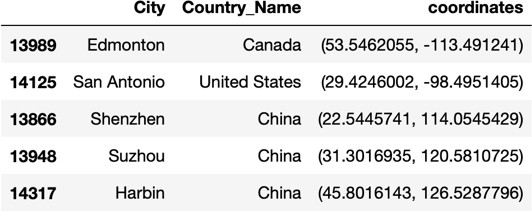 City Country_Name coordinates
13989 Edmonton Canada (53.5462055, -113.491241)
14125 San Antonio United States (29.4246002, -98.4951405)
13866 Shenzhen China (22.5445741, 114.0545429)
13948 Suzhou China (31.3016935, 120.5810725)
14317 Harbin China (45.8016143, 126.5287796)